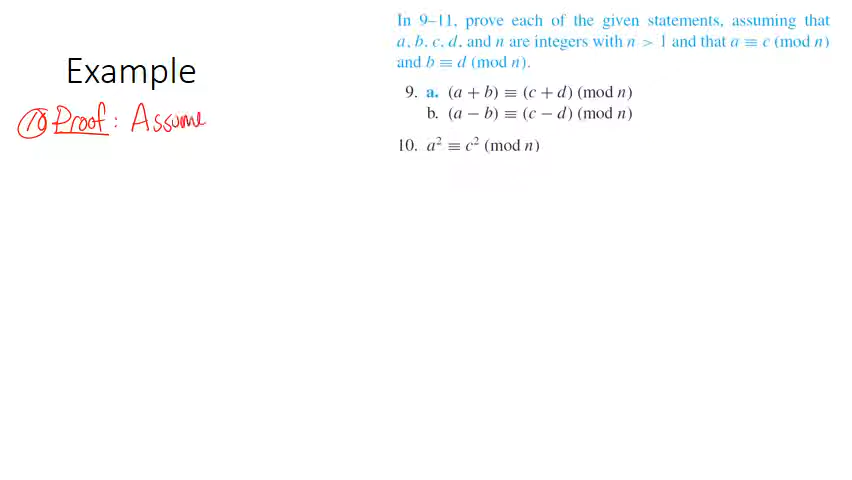 Example
⑩ Proof: Assume
In 9–11, prove each of the given statements, assuming that
a, b, c, d, and n are integers with n > 1 and that a ≡ c (mod n)
and b ≡ d (mod n).
9. a. (a + b) ≡ (c + d) (mod n)
b. (a − b) ≡ (c − d) (mod n)
10. a² ≡ c² (mod n)